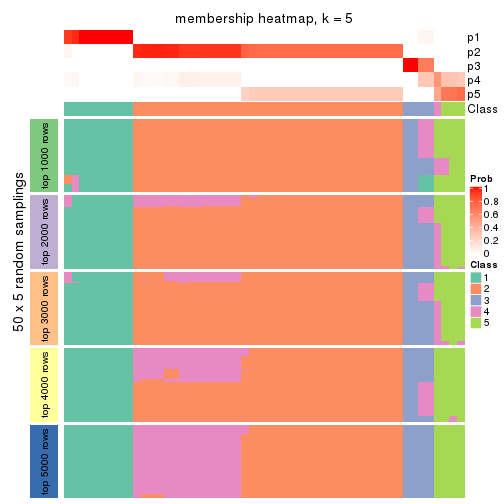 membership heatmap, k = 5
p1
p2
p3
p4
p5
Class
50 x 5 random samplings
top 1000 rows
top 2000 rows
top 3000 rows
top 4000 rows
top 5000 rows
Prob
1
0.8
0.6
0.4
0.2
0
Class
1
2
3
4
5